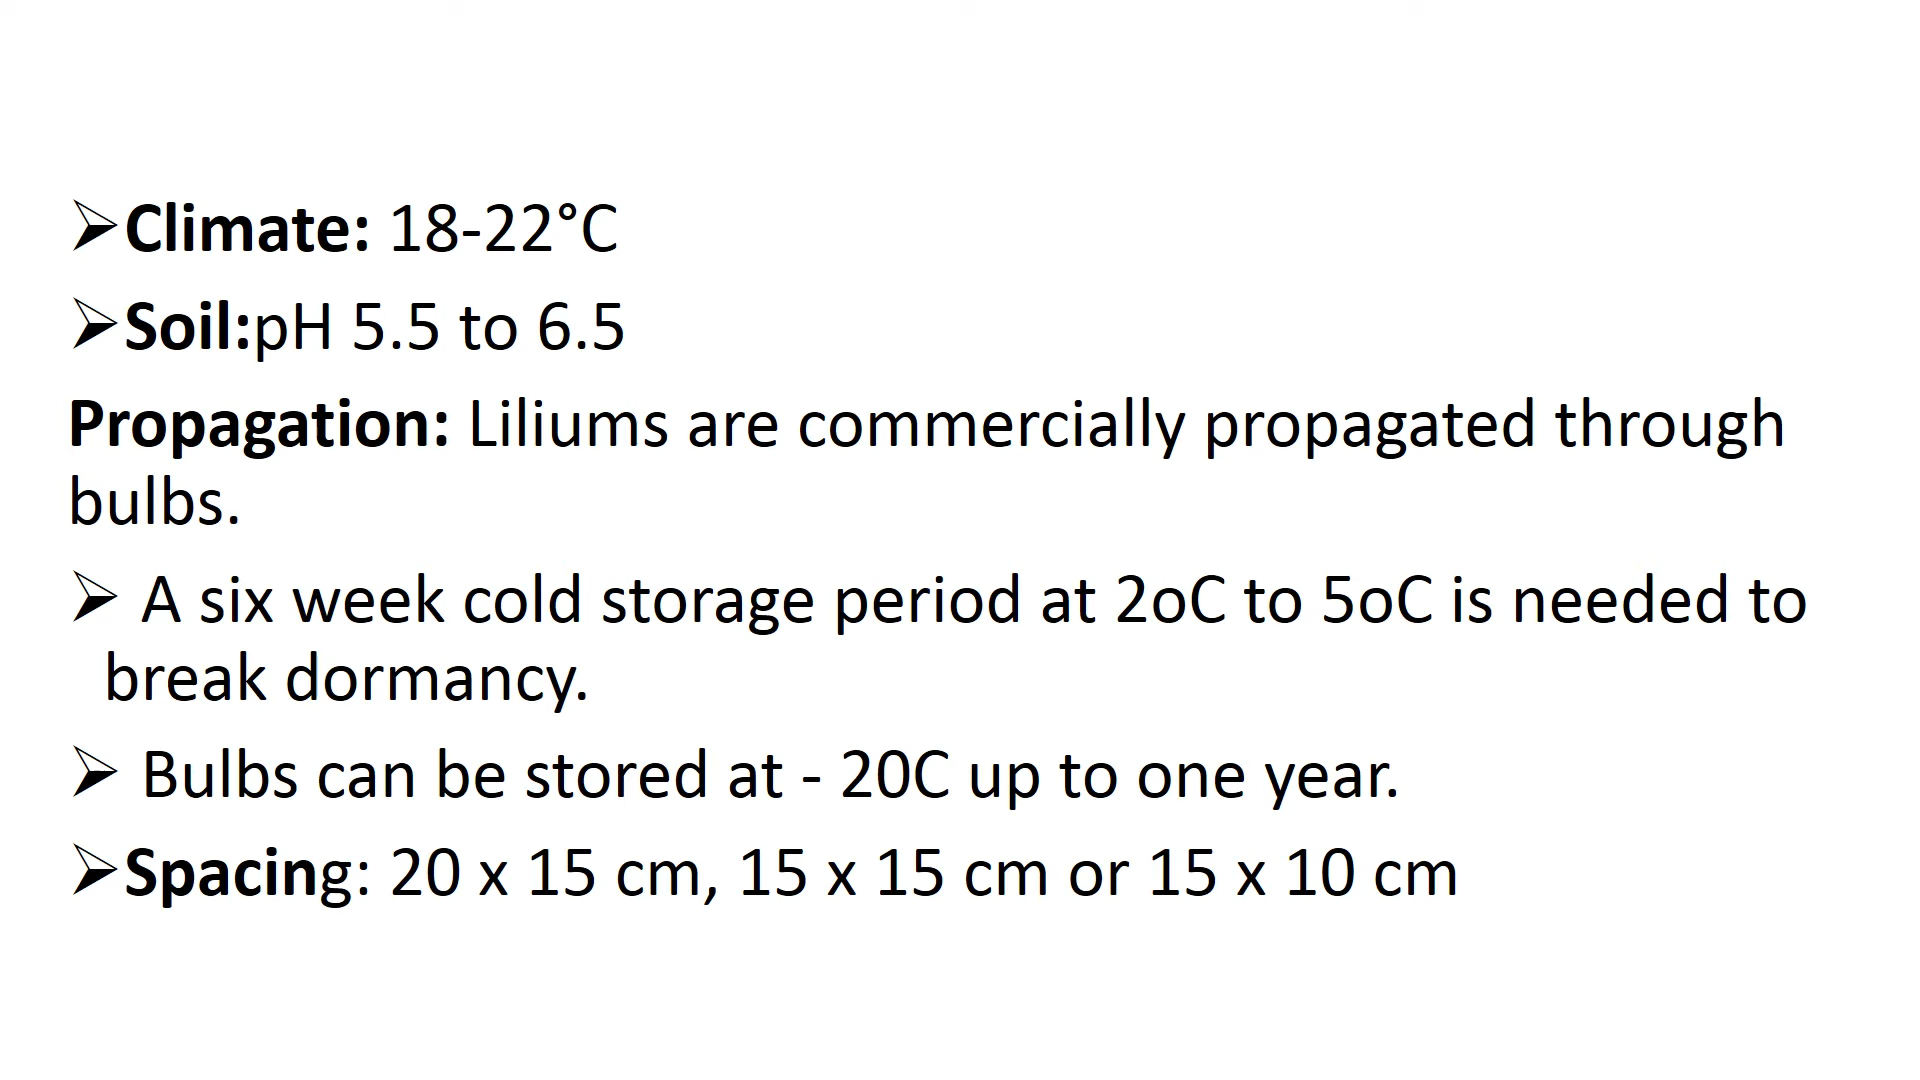 ➢Climate: 18-22°C
➢Soil:pH 5.5 to 6.5
Propagation: Liliums are commercially propagated through
bulbs.
➢ A six week cold storage period at 2oC to 5oC is needed to
break dormancy.
➢ Bulbs can be stored at - 20C up to one year.
➢Spacing: 20 x 15 cm, 15 x 15 cm or 15 x 10 cm